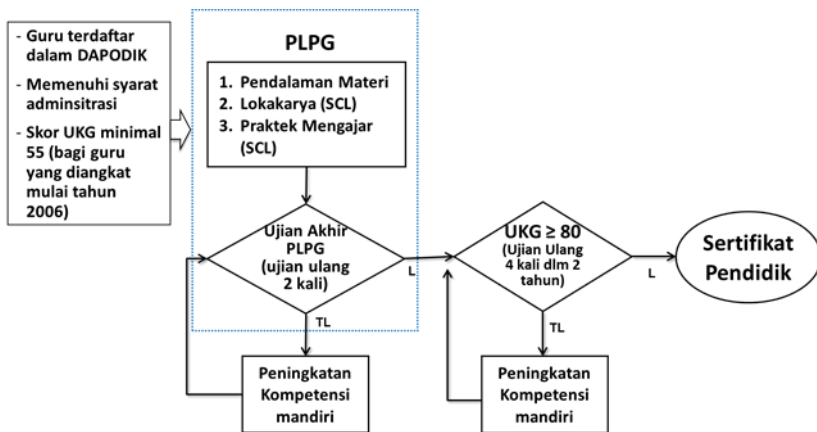 - Guru terdaftar
dalam DAPODIK
- Memenuhi syarat
adminsitrasi
- Skor UKG minimal
55 (bagi guru
yang diangkat
mulai tahun
2006)
PLPG
1. Pendalaman Materi
2. Lokakarya (SCL)
3. Praktek Mengajar
(SCL)
Ujian Akhir
PLPG
(ujian ulang
2 kali)
L
TL
Peningkatan
Kompetensi
mandiri
UKG ≥ 80
(Ujian Ulang
4 kali dlm 2
tahun)
L
TL
Peningkatan
Kompetensi
mandiri
Sertifikat
Pendidik